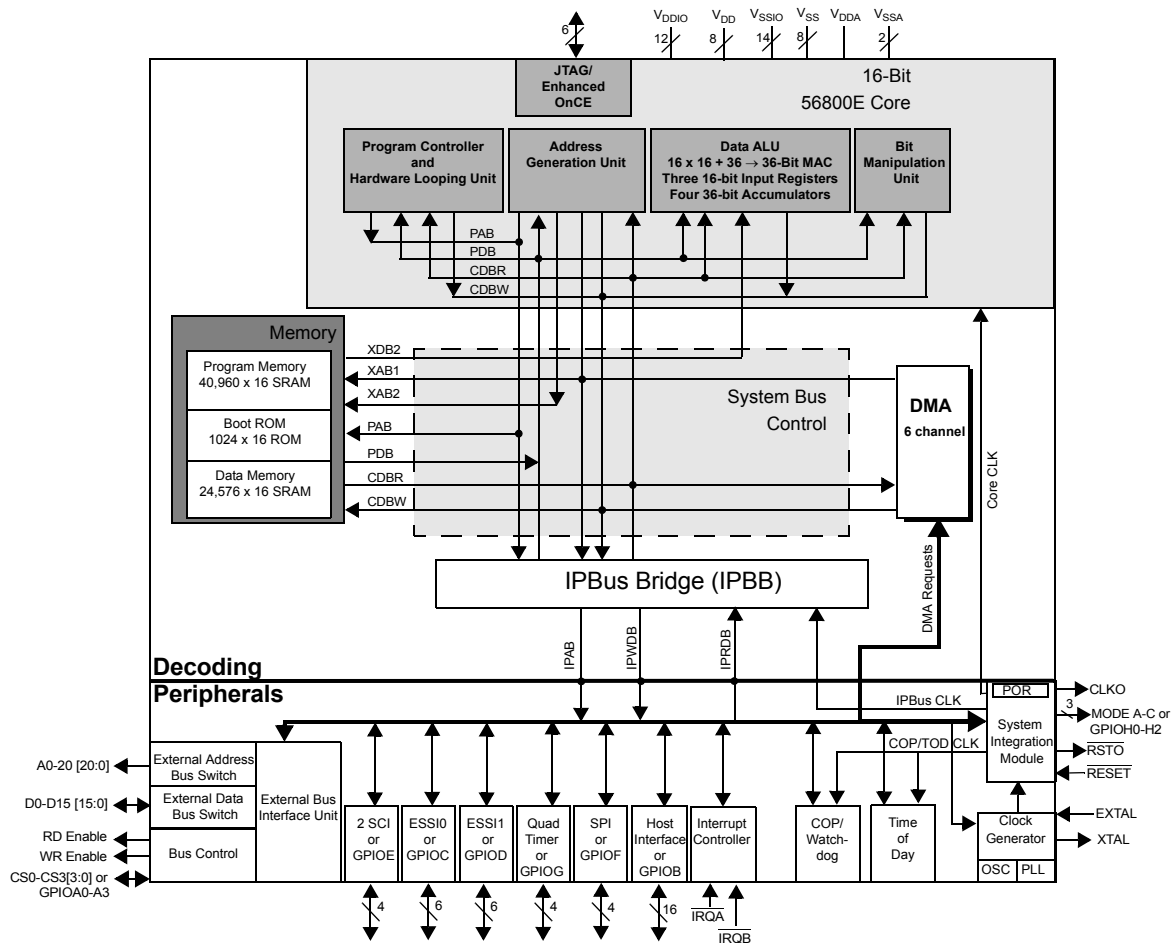 6
VDDIO
12
VDD
8
VSSIO
14
VSS
8
VDDA
VSSA
2
JTAG/
Enhanced
OnCE
16-Bit
56800E Core
Program Controller
and
Hardware Looping Unit
Address
Generation Unit
Data ALU
16 x 16 + 36 → 36-Bit MAC
Three 16-bit Input Registers
Four 36-bit Accumulators
Bit
Manipulation
Unit
PAB
PDB
CDBR
CDBW
Memory
Program Memory
40,960 x 16 SRAM
Boot ROM
1024 x 16 ROM
Data Memory
24,576 x 16 SRAM
XDB2
XAB1
XAB2
PAB
PDB
CDBR
CDBW
System Bus
Control
DMA
6 channel
Core CLK
DMA Requests
IPBus Bridge (IPBB)
IPAB
IPWDB
IPRDB
Decoding
Peripherals
IPBus CLK
COP/TOD CLK
POR
System
Integration
Module
CLKO
3
MODE A-C or
GPIOH0-H2
RSTO
RESET
EXTAL
XTAL
Clock
Generator
OSC
PLL
A0-20 [20:0]
D0-D15 [15:0]
RD Enable
WR Enable
CS0-CS3[3:0] or
GPIOA0-A3
External Address
Bus Switch
External Data
Bus Switch
Bus Control
External Bus
Interface Unit
2 SCI
or
GPIOE
ESSI0
or
GPIOC
ESSI1
or
GPIOD
Quad
Timer
or
GPIOG
SPI
or
GPIOF
Host
Interface
or
GPIOB
Interrupt
Controller
COP/
Watch-
dog
Time
of
Day
4
6
6
4
4
16
IRQA
IRQB